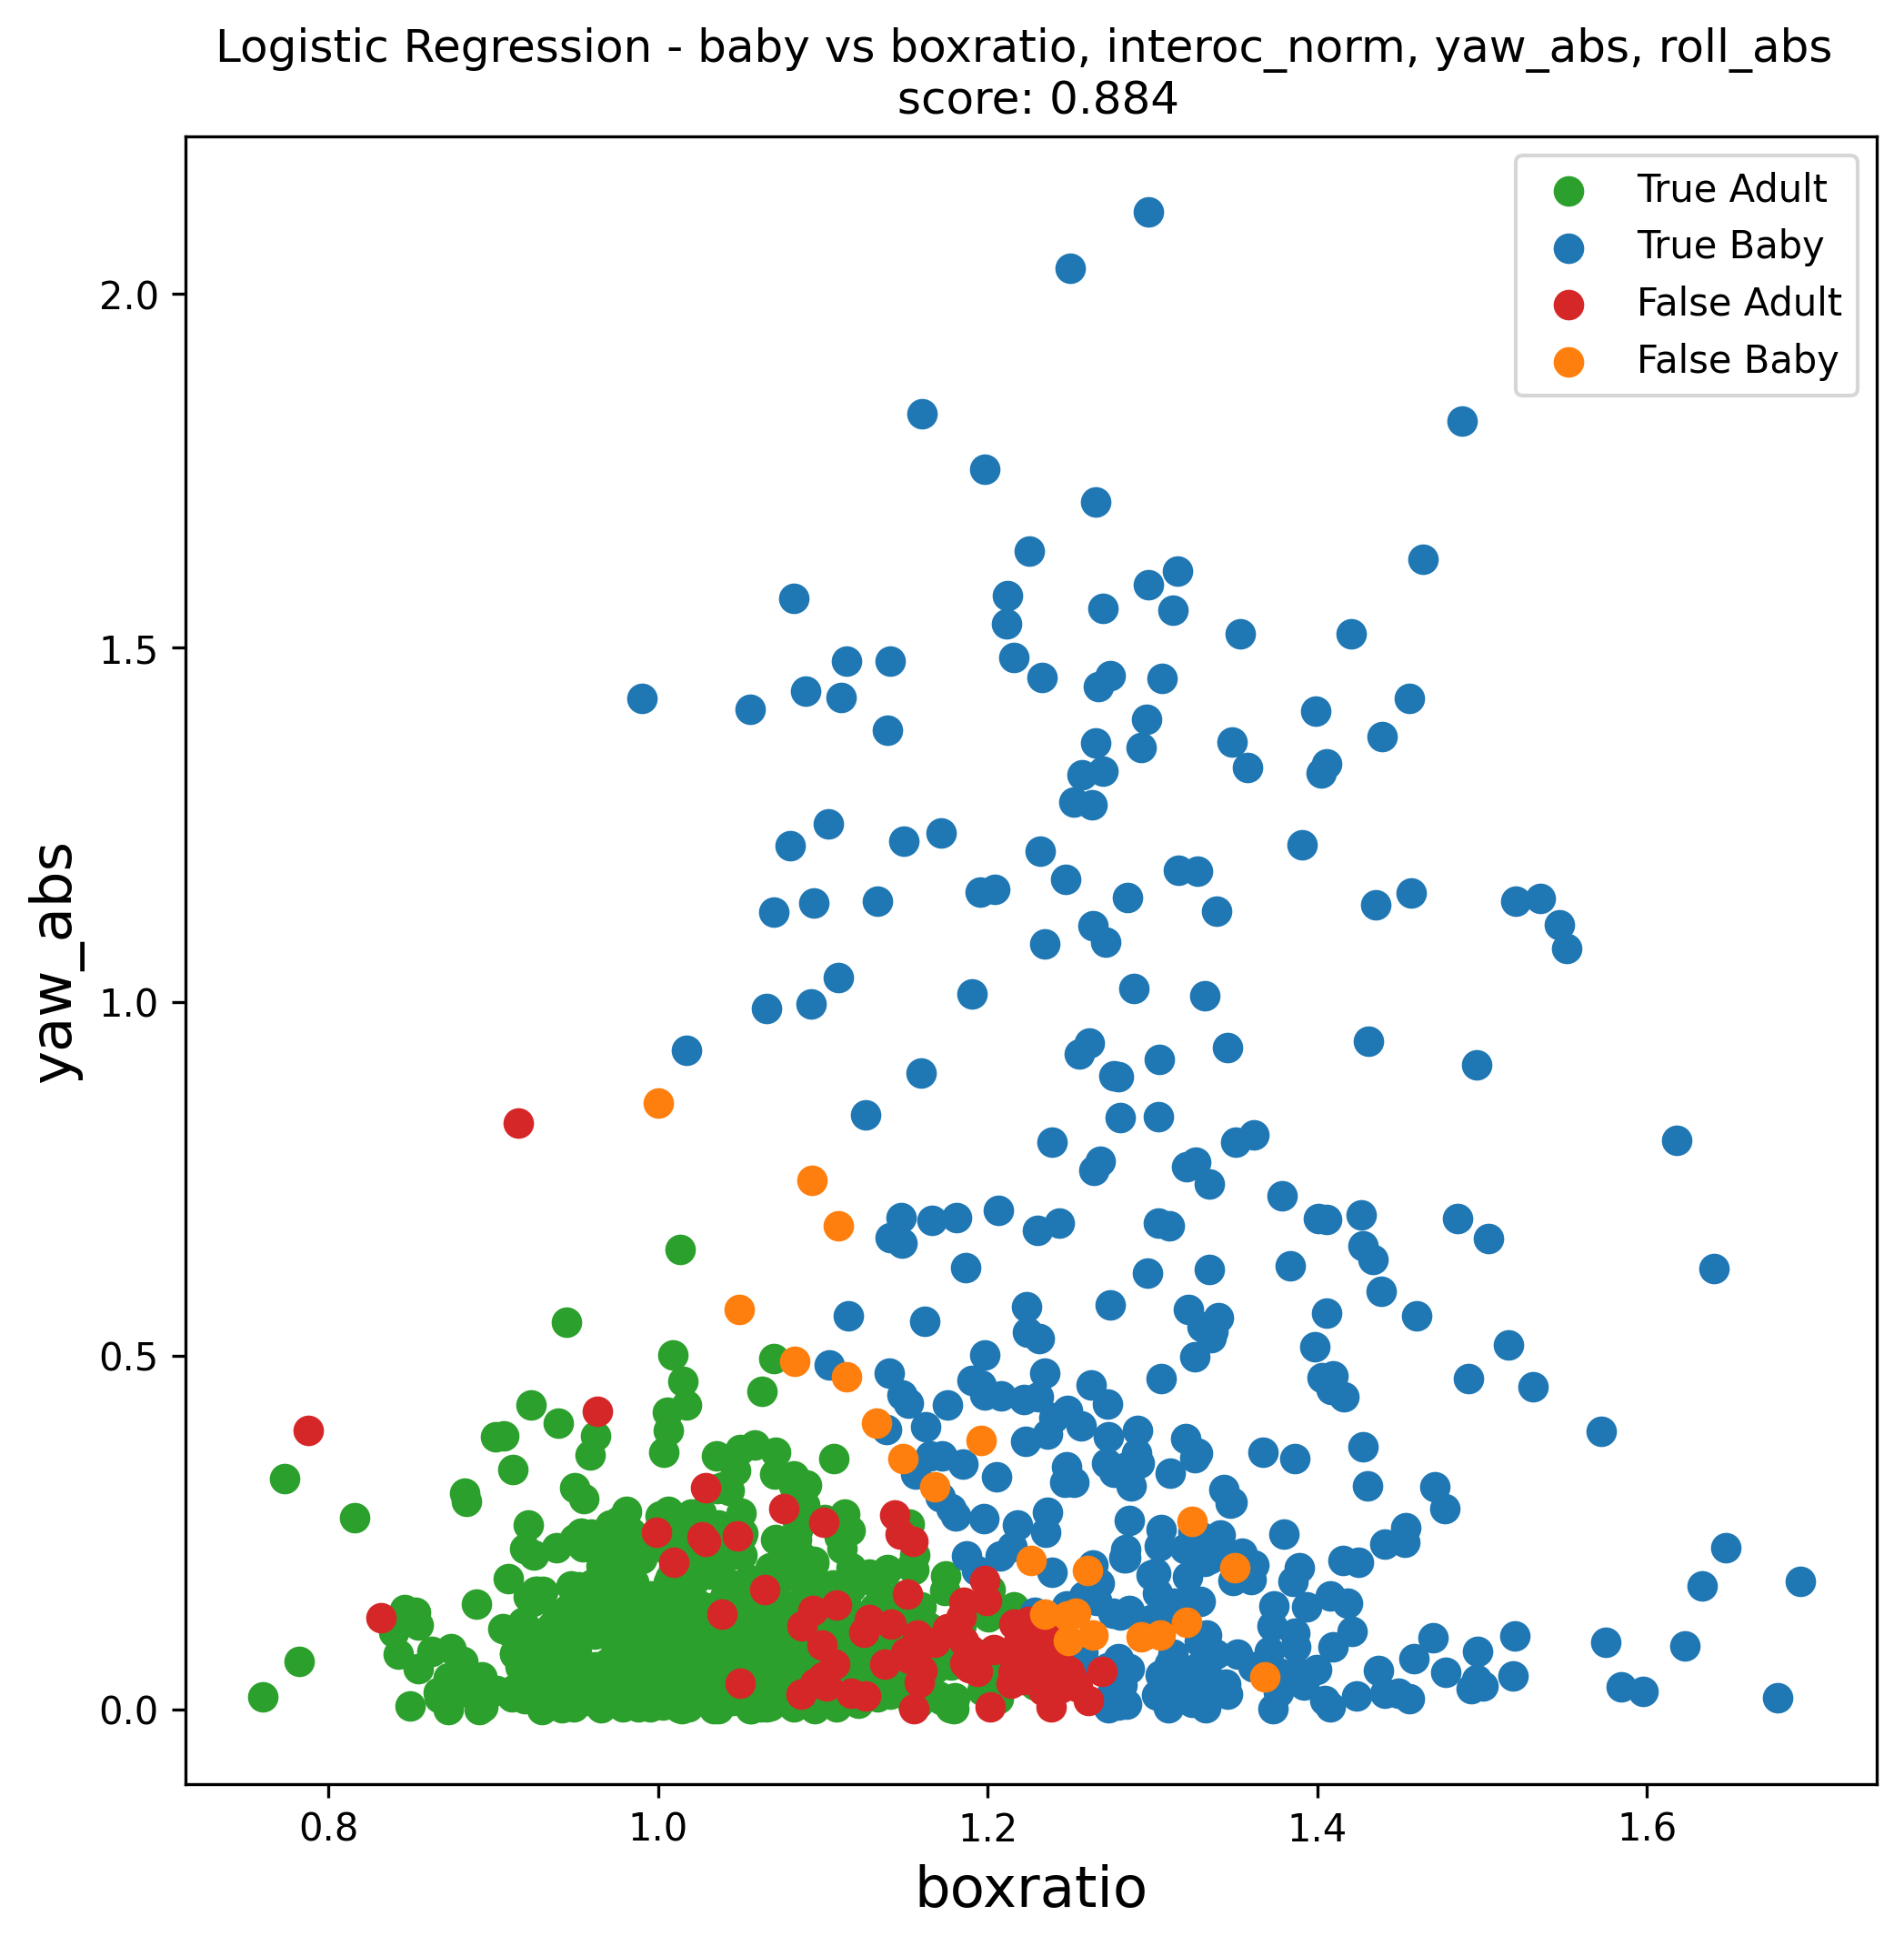 Logistic Regression - baby vs boxratio, interoc_norm, yaw_abs, roll_abs
score: 0.884
True Adult
True Baby
False Adult
False Baby
2.0
1.5
1.0
0.5
0.0
yaw_abs
0.8
1.0
1.2
1.4
1.6
boxratio